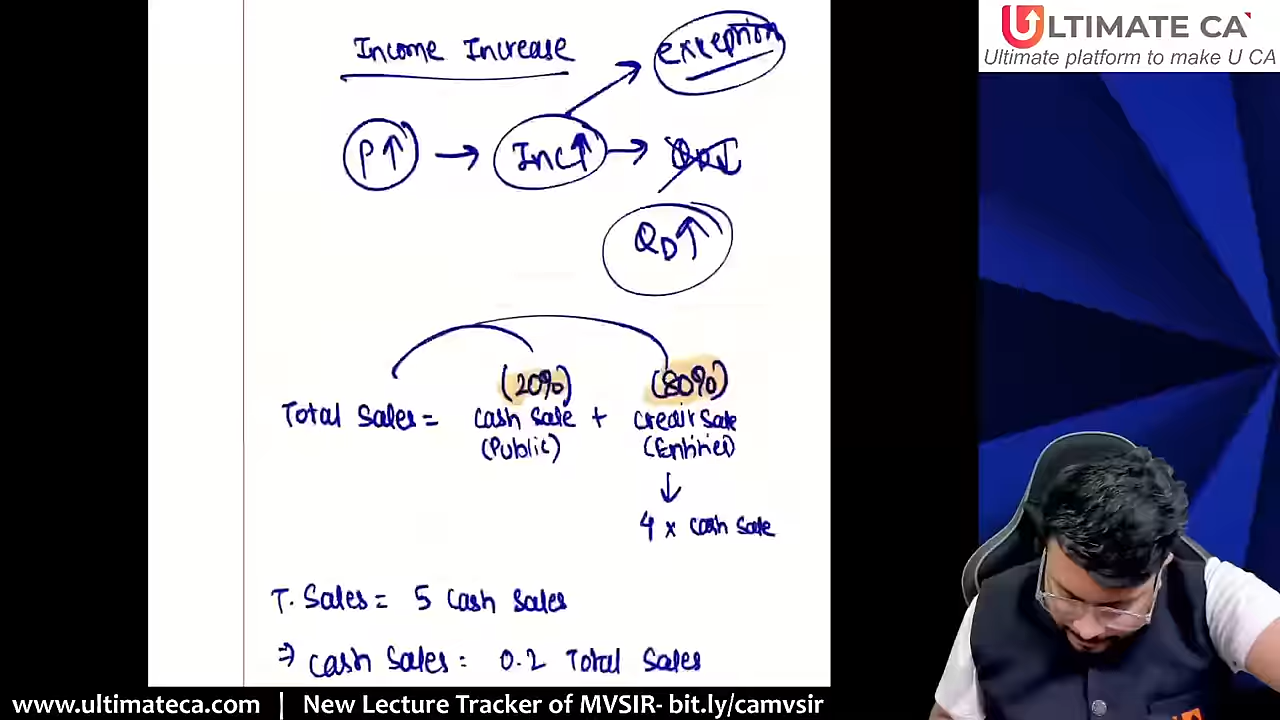 Income Increase
exception
P↑ → Inc↑ →
QD↑
(20%) (80%)
Total Sales = Cash Sale + Credit Sale
(Public) (Entities)
↓
4 x Cash Sale
T. Sales = 5 Cash Sales
⇒ Cash Sales = 0.2 Total Sales
ULTIMATE CA
Ultimate platform to make U CA
www.ultimateca.com | New Lecture Tracker of MVSIR- bit.ly/camvsir